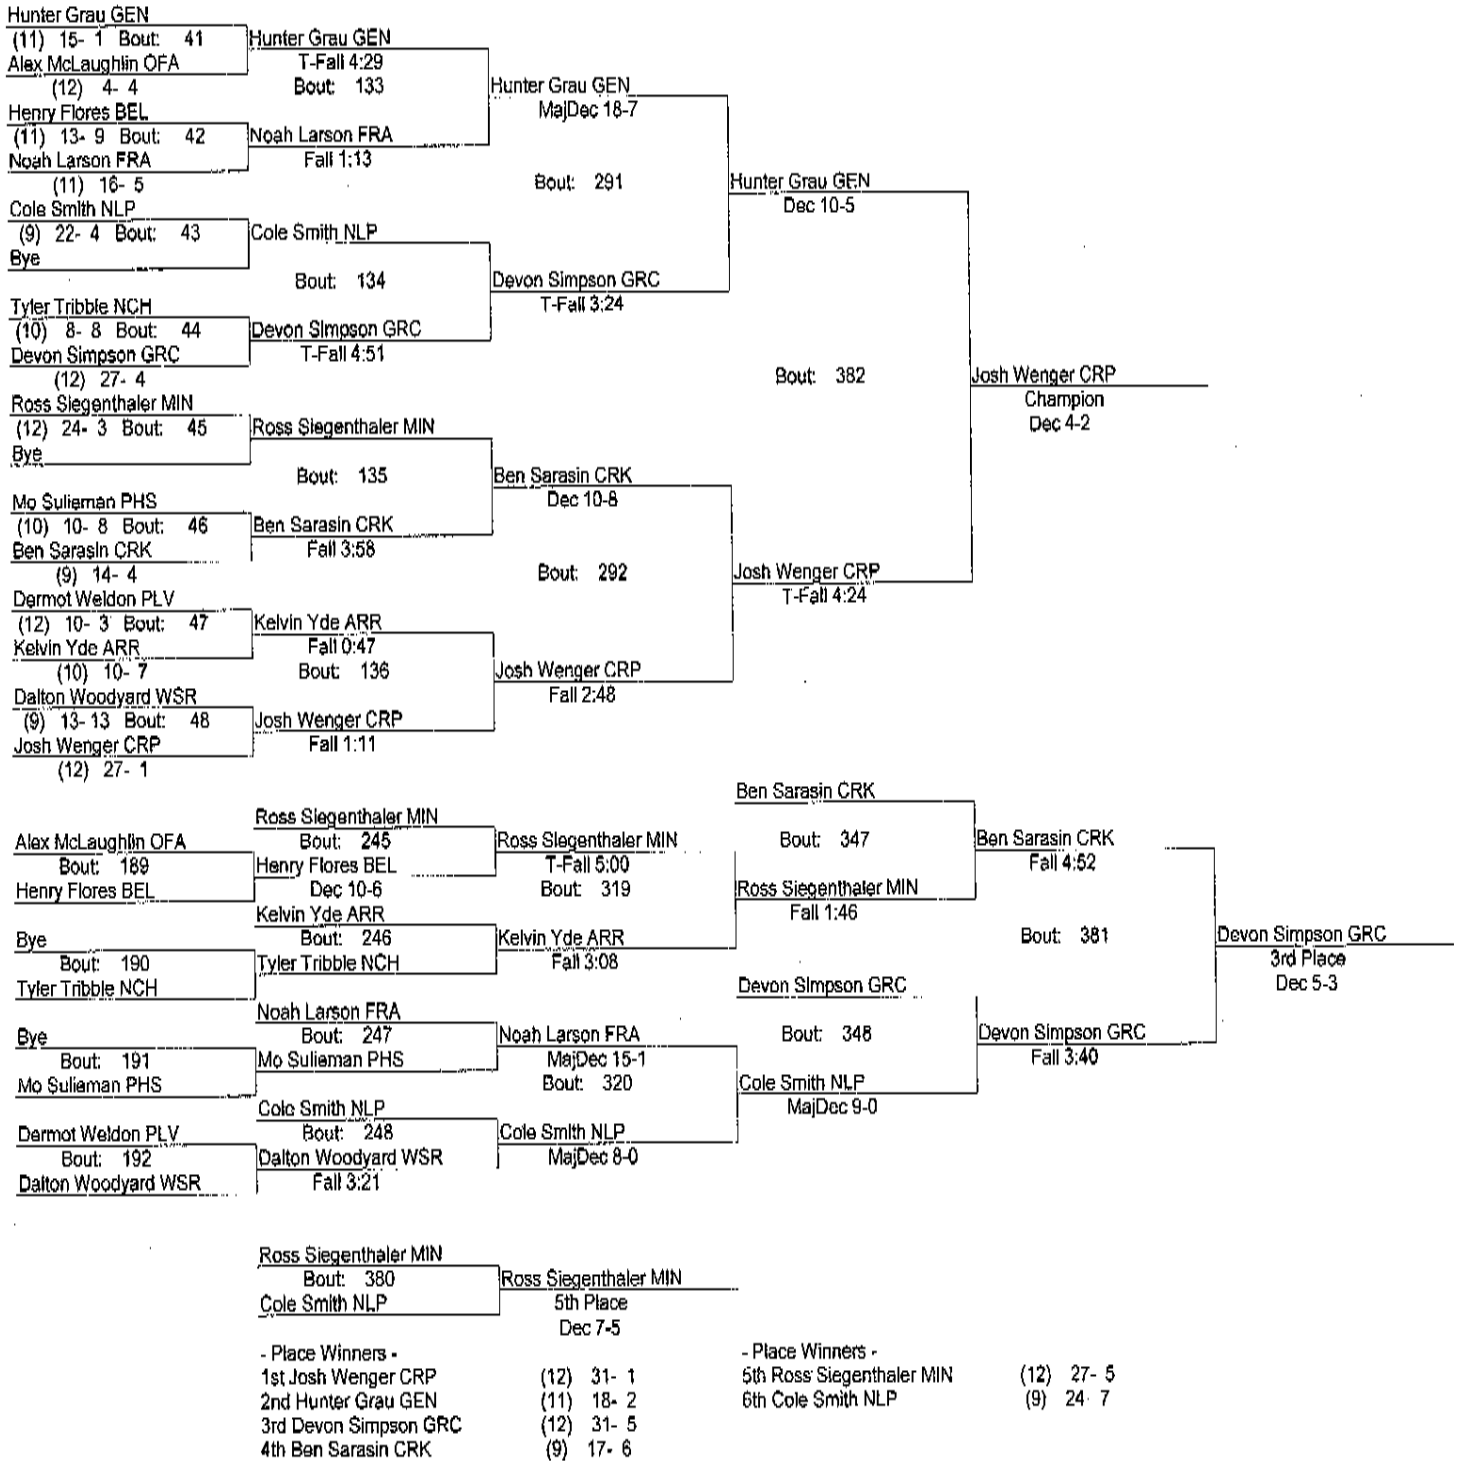 Hunter Grau GEN
(11) 15- 1 Bout: 41
Alex McLaughlin OFA
(12) 4- 4
Henry Flores BEL
(11) 13- 9 Bout: 42
Noah Larson FRA
(11) 16- 5
Cole Smith NLP
(9) 22- 4 Bout: 43
Bye
Tyler Tribble NCH
(10) 8- 8 Bout: 44
Devon Simpson GRC
(12) 27- 4
Ross Siegenthaler MIN
(12) 24- 3 Bout: 45
Bye
Mo Sulieman PHS
(10) 10- 8 Bout: 46
Ben Sarasin CRK
(9) 14- 4
Dermot Weldon PLV
(12) 10- 3 Bout: 47
Kelvin Yde ARR
(10) 10- 7
Dalton Woodyard WSR
(9) 13- 13 Bout: 48
Josh Wenger CRP
(12) 27- 1
Hunter Grau GEN
T-Fall 4:29
Bout: 133
Noah Larson FRA
Fall 1:13
Cole Smith NLP
Bout: 134
Devon Simpson GRC
T-Fall 4:51
Ross Siegenthaler MIN
Bout: 135
Ben Sarasin CRK
Fall 3:58
Kelvin Yde ARR
Fall 0:47
Bout: 136
Josh Wenger CRP
Fall 1:11
Hunter Grau GEN
MajDec 18-7
Bout: 291
Devon Simpson GRC
T-Fall 3:24
Ben Sarasin CRK
Dec 10-8
Bout: 292
Josh Wenger CRP
Fall 2:48
Hunter Grau GEN
Dec 10-5
Bout: 382
Josh Wenger CRP
T-Fall 4:24
Josh Wenger CRP
Champion
Dec 4-2
Alex McLaughlin OFA
Bout: 189
Henry Flores BEL
Bye
Bout: 190
Tyler Tribble NCH
Bye
Bout: 191
Mo Sulieman PHS
Dermot Weldon PLV
Bout: 192
Dalton Woodyard WSR
Ross Siegenthaler MIN
Bout: 245
Henry Flores BEL
Dec 10-6
Kelvin Yde ARR
Bout: 246
Tyler Tribble NCH
Noah Larson FRA
Bout: 247
Mo Sulieman PHS
Cole Smith NLP
Bout: 248
Dalton Woodyard WSR
Fall 3:21
Ross Siegenthaler MIN
T-Fall 5:00
Bout: 319
Kelvin Yde ARR
Fall 3:08
Noah Larson FRA
MajDec 15-1
Bout: 320
Cole Smith NLP
MajDec 8-0
Ben Sarasin CRK
Bout: 347
Ross Siegenthaler MIN
Fall 1:46
Devon Simpson GRC
Bout: 348
Cole Smith NLP
MajDec 9-0
Ben Sarasin CRK
Fall 4:52
Bout: 381
Devon Simpson GRC
Fall 3:40
Devon Simpson GRC
3rd Place
Dec 5-3
Ross Siegenthaler MIN
Bout: 380
Cole Smith NLP
Ross Siegenthaler MIN
5th Place
Dec 7-5
- Place Winners -
1st Josh Wenger CRP (12) 31- 1
2nd Hunter Grau GEN (11) 18- 2
3rd Devon Simpson GRC (12) 31- 5
4th Ben Sarasin CRK (9) 17- 6
- Place Winners -
5th Ross Siegenthaler MIN (12) 27- 5
6th Cole Smith NLP (9) 24- 7